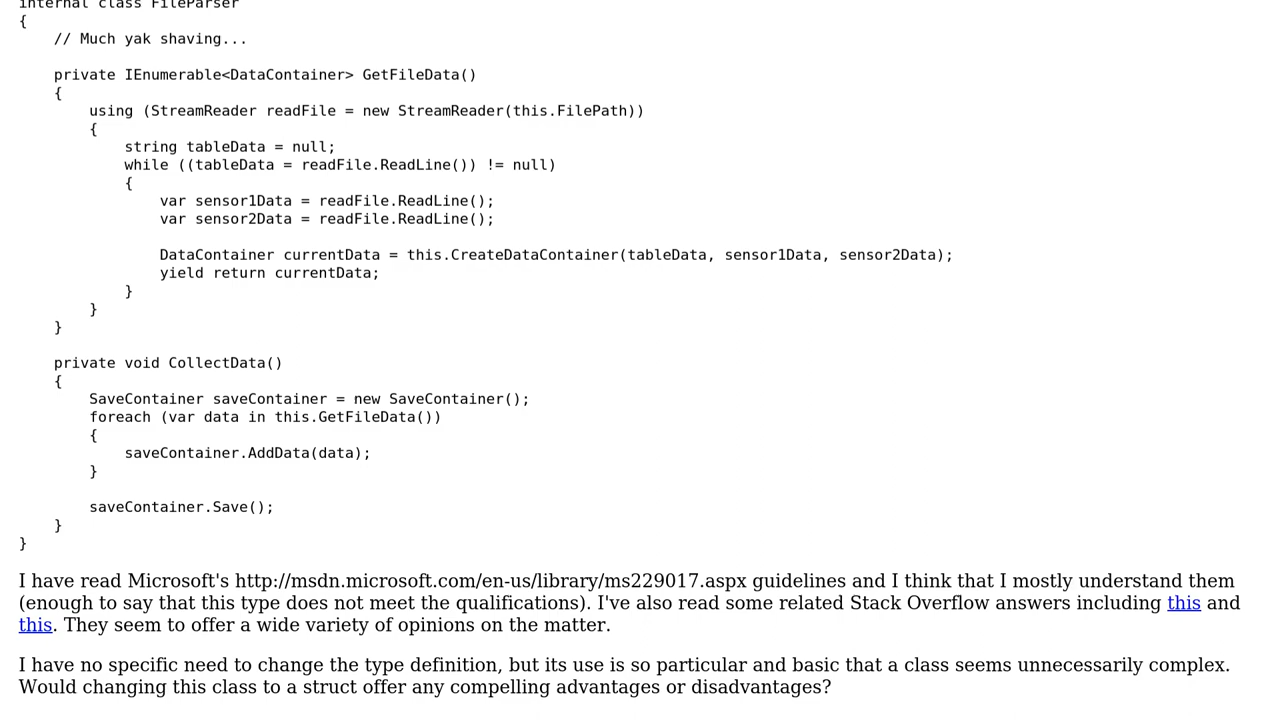 internal class FileParser
{
    // Much yak shaving...

    private IEnumerable<DataContainer> GetFileData()
    {
        using (StreamReader readFile = new StreamReader(this.FilePath))
        {
            string tableData = null;
            while ((tableData = readFile.ReadLine()) != null)
            {
                var sensor1Data = readFile.ReadLine();
                var sensor2Data = readFile.ReadLine();

                DataContainer currentData = this.CreateDataContainer(tableData, sensor1Data, sensor2Data);
                yield return currentData;
            }
        }
    }

    private void CollectData()
    {
        SaveContainer saveContainer = new SaveContainer();
        foreach (var data in this.GetFileData())
        {
            saveContainer.AddData(data);
        }

        saveContainer.Save();
    }
}
I have read Microsoft's http://msdn.microsoft.com/en-us/library/ms229017.aspx guidelines and I think that I mostly understand them
(enough to say that this type does not meet the qualifications). I've also read some related Stack Overflow answers including this and
this. They seem to offer a wide variety of opinions on the matter.
I have no specific need to change the type definition, but its use is so particular and basic that a class seems unnecessarily complex.
Would changing this class to a struct offer any compelling advantages or disadvantages?